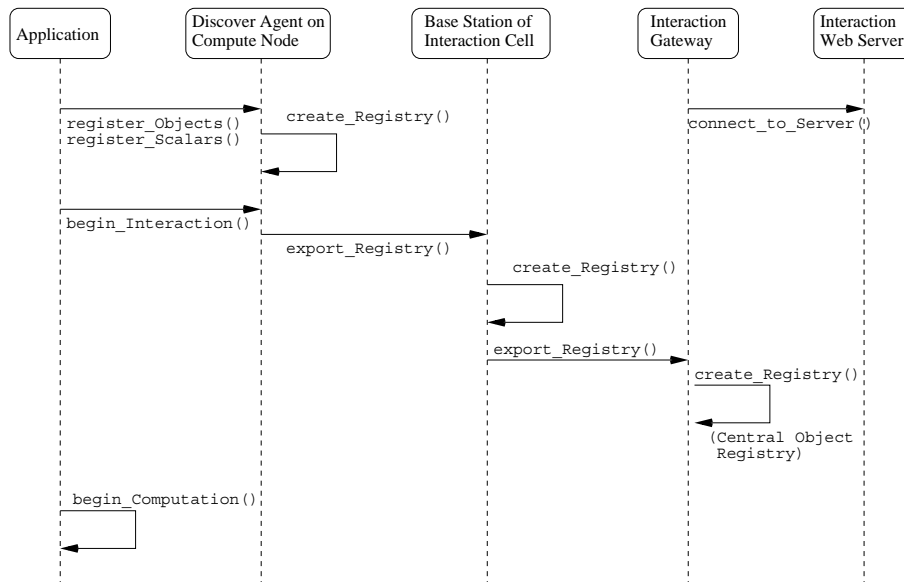 Application
Discover Agent on
Compute Node
Base Station of
Interaction Cell
Interaction
Gateway
Interaction
Web Server
register_Objects()
register_Scalars()
create_Registry()
connect_to_Server()
begin_Interaction()
export_Registry()
create_Registry()
export_Registry()
create_Registry()
(Central Object
Registry)
begin_Computation()